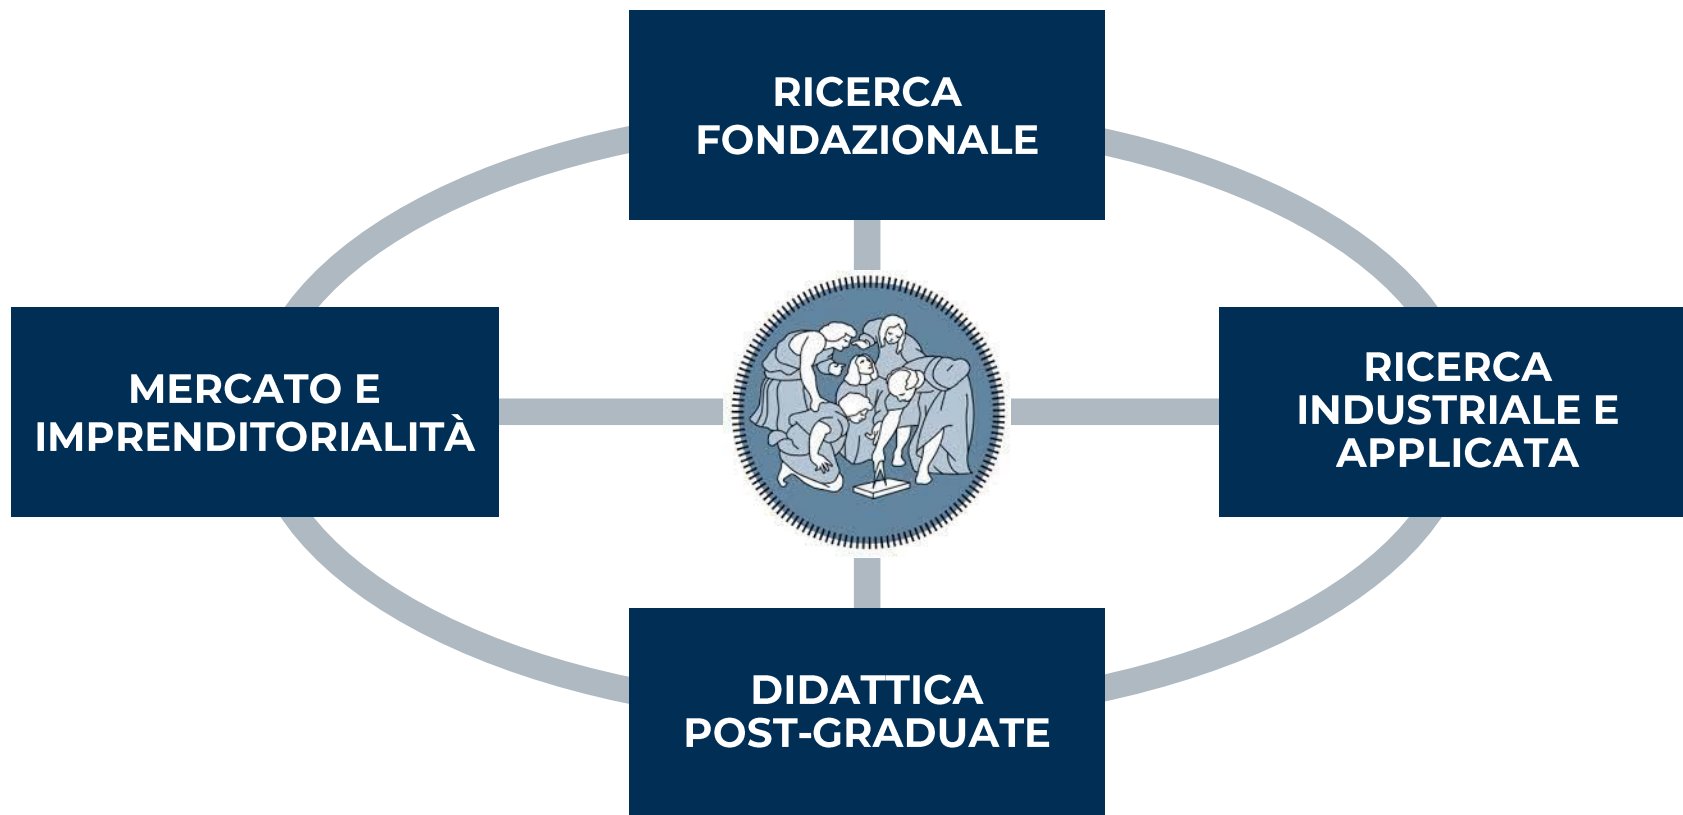 RICERCA
FONDAZIONALE
MERCATO E
IMPRENDITORIALITÀ
RICERCA
INDUSTRIALE E
APPLICATA
DIDATTICA
POST-GRADUATE